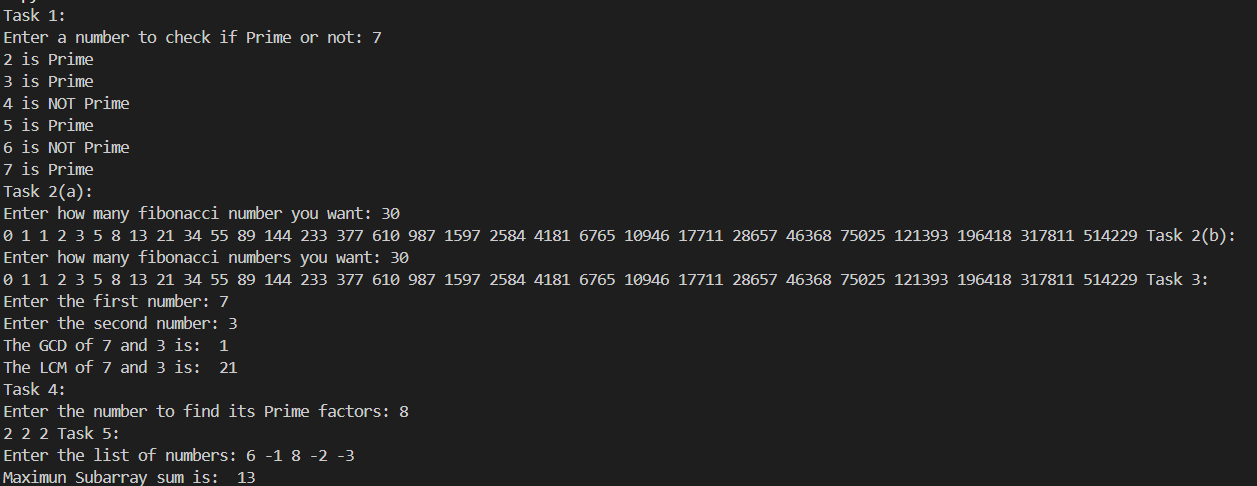 Task 1:
Enter a number to check if Prime or not: 7
2 is Prime
3 is Prime
4 is NOT Prime
5 is Prime
6 is NOT Prime
7 is Prime
Task 2(a):
Enter how many fibonacci number you want: 30
0 1 1 2 3 5 8 13 21 34 55 89 144 233 377 610 987 1597 2584 4181 6765 10946 17711 28657 46368 75025 121393 196418 317811 514229 Task 2(b):
Enter how many fibonacci numbers you want: 30
0 1 1 2 3 5 8 13 21 34 55 89 144 233 377 610 987 1597 2584 4181 6765 10946 17711 28657 46368 75025 121393 196418 317811 514229 Task 3:
Enter the first number: 7
Enter the second number: 3
The GCD of 7 and 3 is:  1
The LCM of 7 and 3 is:  21
Task 4:
Enter the number to find its Prime factors: 8
2 2 2 Task 5:
Enter the list of numbers: 6 -1 8 -2 -3
Maximun Subarray sum is:  13